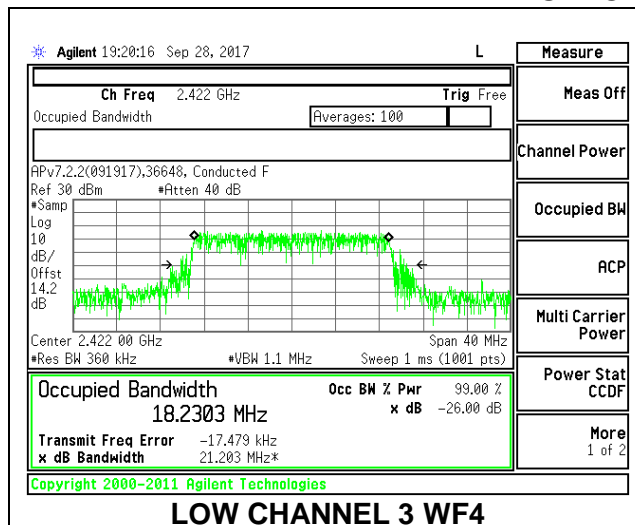 Agilent 19:20:16 Sep 28, 2017 L
Measure
Ch Freq 2.422 GHz Trig Free
Meas Off
Occupied Bandwidth Averages: 100
Channel Power
APv7.2.2(091917),36648, Conducted F
Ref 30 dBm #Atten 40 dB
#Samp
Log
10
dB/
Offst
14.2
dB
Occupied BW
ACP
Center 2.422 00 GHz Span 40 MHz
#Res BW 360 kHz #VBW 1.1 MHz Sweep 1 ms (1001 pts)
Multi Carrier
Power
Occupied Bandwidth Occ BW % Pwr 99.00 %
18.2303 MHz x dB -26.00 dB
Transmit Freq Error -17.479 kHz
x dB Bandwidth 21.203 MHz*
Power Stat
CCDF
More
1 of 2
Copyright 2000-2011 Agilent Technologies
LOW CHANNEL 3 WF4